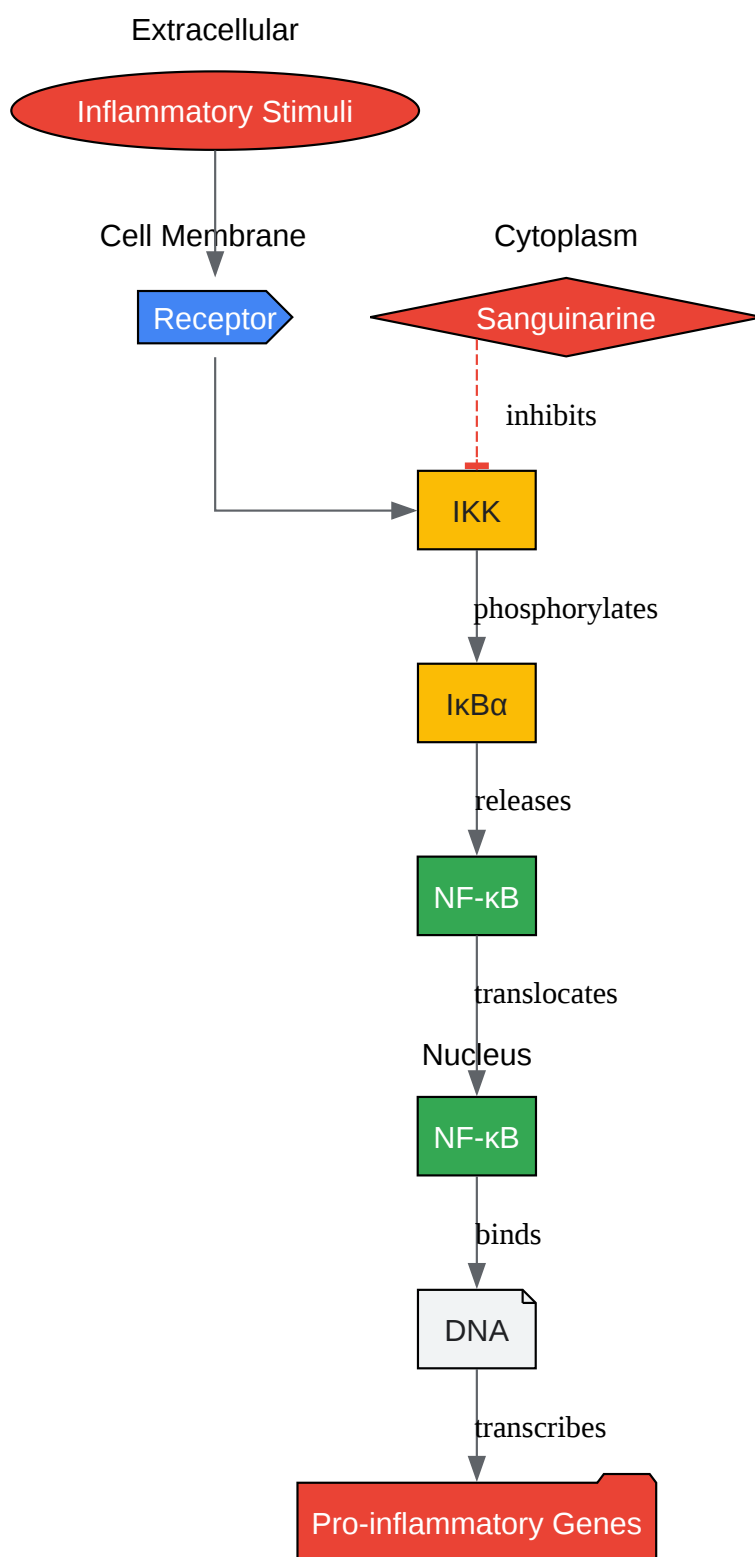 Extracellular
Inflammatory Stimuli
Cell Membrane
Cytoplasm
Receptor
Sanguinarine
inhibits
IKK
phosphorylates
IκBα
releases
NF-κB
translocates
Nucleus
NF-κB
binds
DNA
transcribes
Pro-inflammatory Genes